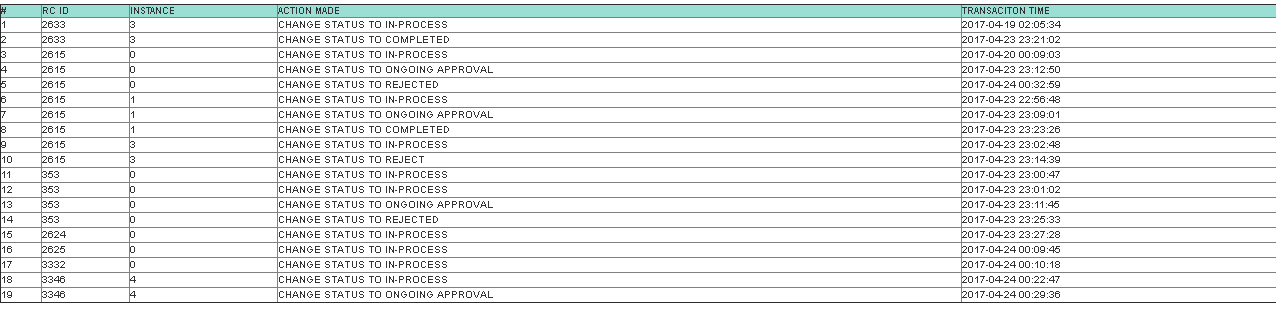 # RC ID INSTANCE ACTION MADE TRANSACITON TIME
1 2633 3 CHANGE STATUS TO IN-PROCESS 2017-04-19 02:05:34
2 2633 3 CHANGE STATUS TO COMPLETED 2017-04-23 23:21:02
3 2615 0 CHANGE STATUS TO IN-PROCESS 2017-04-20 00:09:03
4 2615 0 CHANGE STATUS TO ONGOING APPROVAL 2017-04-23 23:12:50
5 2615 0 CHANGE STATUS TO REJECTED 2017-04-24 00:32:59
6 2615 1 CHANGE STATUS TO IN-PROCESS 2017-04-23 22:56:48
7 2615 1 CHANGE STATUS TO ONGOING APPROVAL 2017-04-23 23:09:01
8 2615 1 CHANGE STATUS TO COMPLETED 2017-04-23 23:23:26
9 2615 3 CHANGE STATUS TO IN-PROCESS 2017-04-23 23:02:48
10 2615 3 CHANGE STATUS TO REJECT 2017-04-23 23:14:39
11 353 0 CHANGE STATUS TO IN-PROCESS 2017-04-23 23:00:47
12 353 0 CHANGE STATUS TO IN-PROCESS 2017-04-23 23:01:02
13 353 0 CHANGE STATUS TO ONGOING APPROVAL 2017-04-23 23:11:45
14 353 0 CHANGE STATUS TO REJECTED 2017-04-23 23:25:33
15 2624 0 CHANGE STATUS TO IN-PROCESS 2017-04-23 23:27:28
16 2625 0 CHANGE STATUS TO IN-PROCESS 2017-04-24 00:09:45
17 3332 0 CHANGE STATUS TO IN-PROCESS 2017-04-24 00:10:18
18 3346 4 CHANGE STATUS TO IN-PROCESS 2017-04-24 00:22:47
19 3346 4 CHANGE STATUS TO ONGOING APPROVAL 2017-04-24 00:29:36